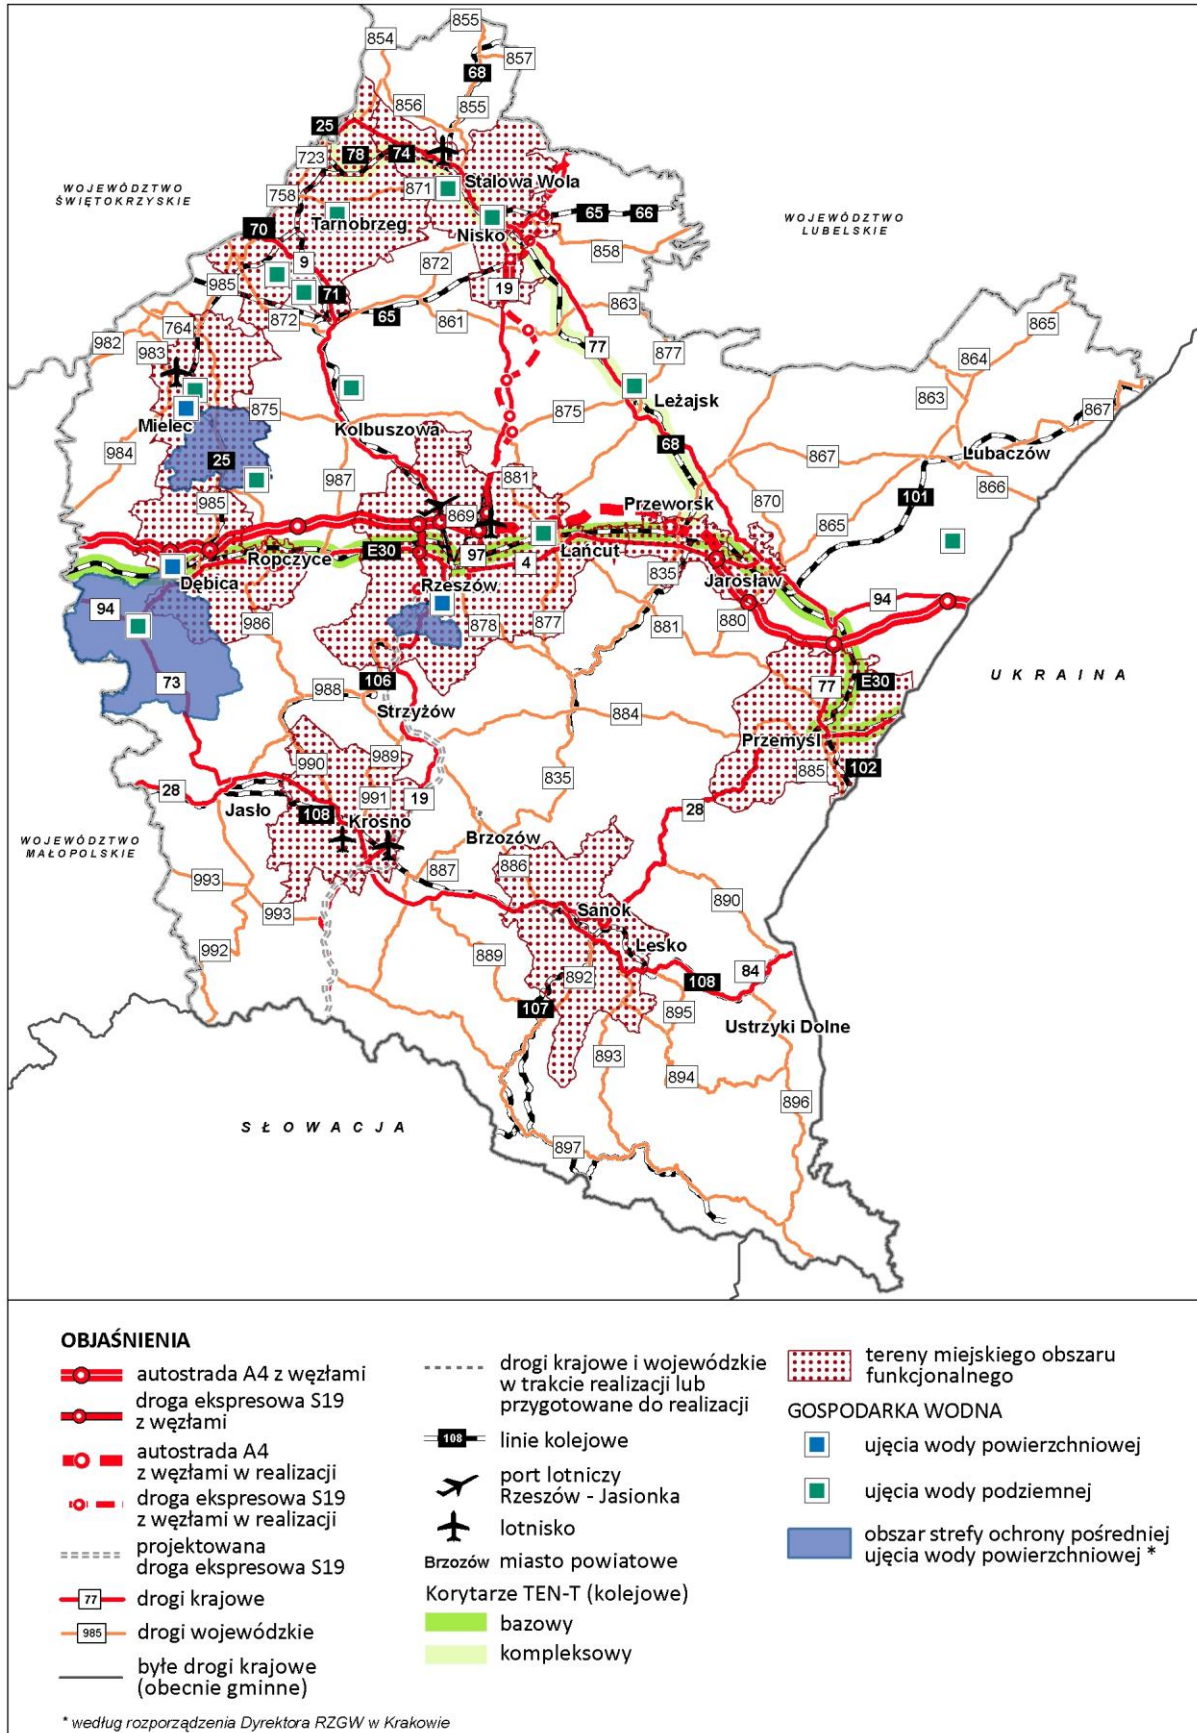 855
854
857
68
856
855
25
723
78
74
Stalowa Wola
WOJEWÓDZTWO
ŚWIĘTOKRZYSKIE
758
871
65
66
WOJEWÓDZTWO
LUBELSKIE
Tarnobrzeg
70
Nisko
858
9
872
985
71
19
863
872
65
861
865
764
982
983
77
877
864
863
Leżajsk
867
875
875
Mielec
Kolbuszowa
68
984
25
867
Lubaczów
987
881
866
985
870
101
869
Przeworsk
865
Ropczyce
E30
97
4
Łańcut
Dębica
Rzeszów
835
Jarosław
94
94
986
878
877
881
880
UKRAINA
73
106
77
E30
988
Strzyżów
884
Przemyśl
990
989
835
885
102
28
19
991
28
Jasło
108
Krosno
Brzozów
WOJEWÓDZTWO
MAŁOPOLSKIE
887
886
993
890
993
Sanok
992
889
Lesko
892
108
84
107
895
Ustrzyki Dolne
893
894
896
SŁOWACJA
897
OBJAŚNIENIA
autostrada A4 z węzłami
droga ekspresowa S19
z węzłami
autostrada A4
z węzłami w realizacji
droga ekspresowa S19
z węzłami w realizacji
projektowana
droga ekspresowa S19
77 drogi krajowe
985 drogi wojewódzkie
byłe drogi krajowe
(obecnie gminne)
drogi krajowe i wojewódzkie
w trakcie realizacji lub
przygotowane do realizacji
108 linie kolejowe
port lotniczy
Rzeszów - Jasionka
lotnisko
Brzozów miasto powiatowe
Korytarze TEN-T (kolejowe)
bazowy
kompleksowy
tereny miejskiego obszaru
funkcjonalnego
GOSPODARKA WODNA
ujęcia wody powierzchniowej
ujęcia wody podziemnej
obszar strefy ochrony pośredniej
ujęcia wody powierzchniowej *
* według rozporządzenia Dyrektora RZGW w Krakowie